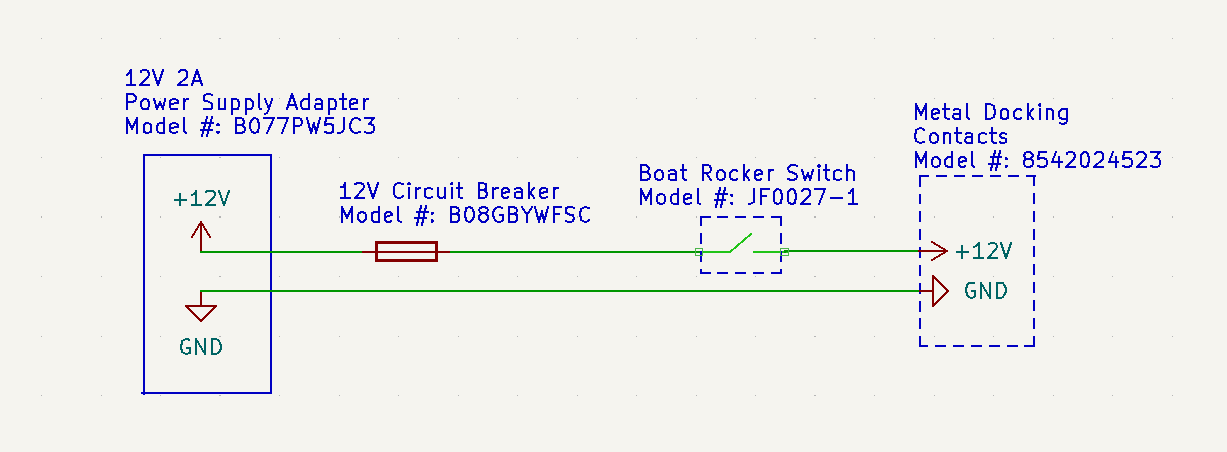 12V 2A
Power Supply Adapter
Model #: B077PW5JC3
+12V
GND
12V Circuit Breaker
Model #: B08GBYWFSC
Boat Rocker Switch
Model #: JF0027-1
Metal Docking
Contacts
Model #: 8542024523
+12V
GND